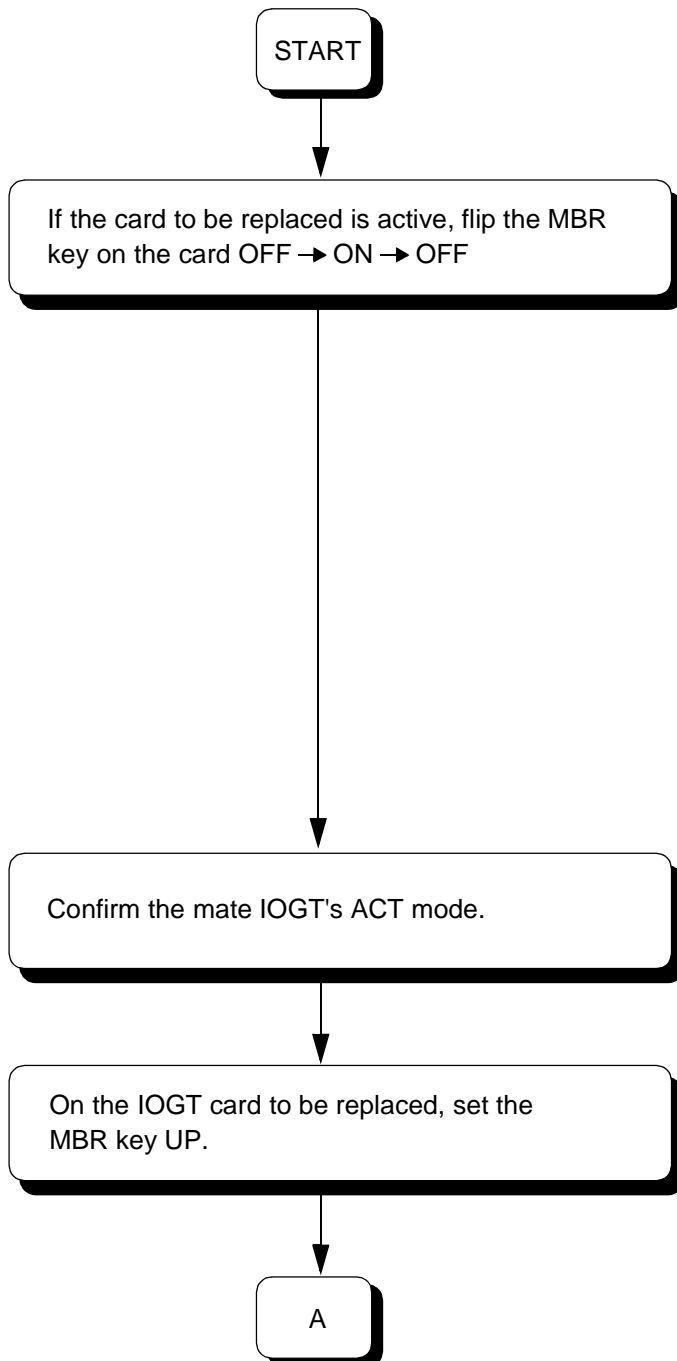 START
If the card to be replaced is active, flip the MBR
key on the card OFF → ON → OFF
Confirm the mate IOGT's ACT mode.
On the IOGT card to be replaced, set the
MBR key UP.
A